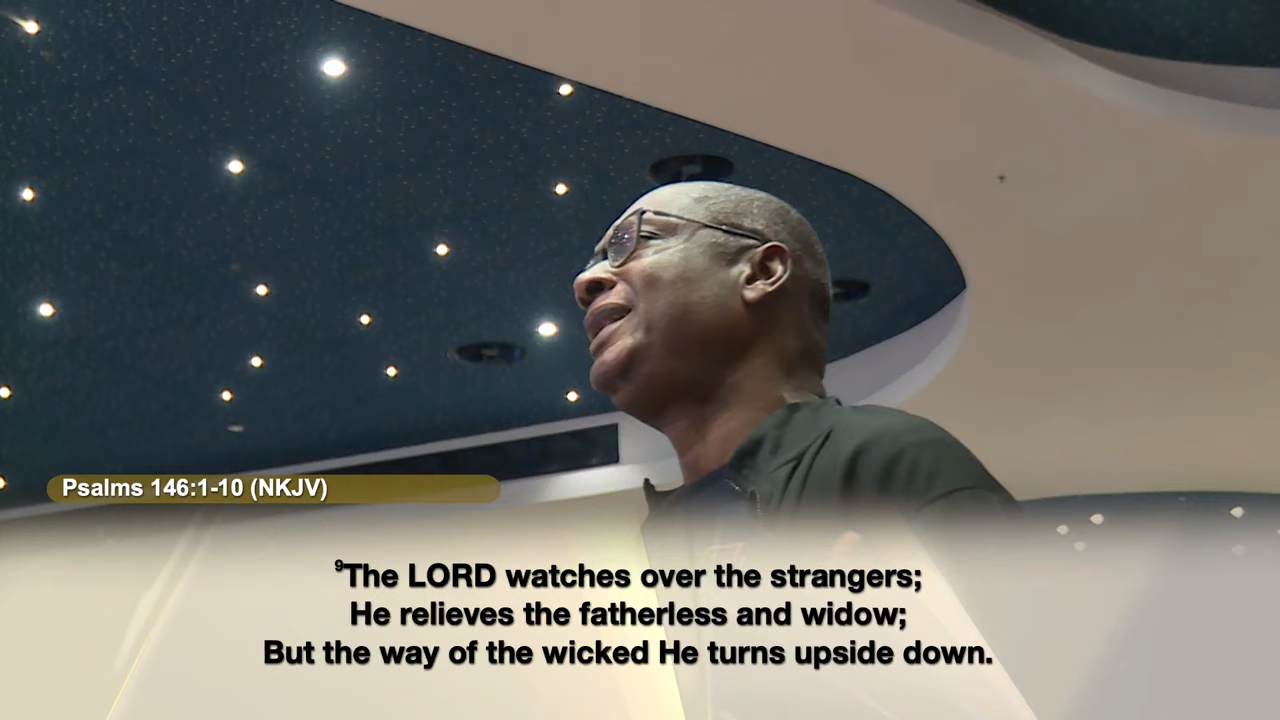 Psalms 146:1-10 (NKJV)
⁹The LORD watches over the strangers;
He relieves the fatherless and widow;
But the way of the wicked He turns upside down.